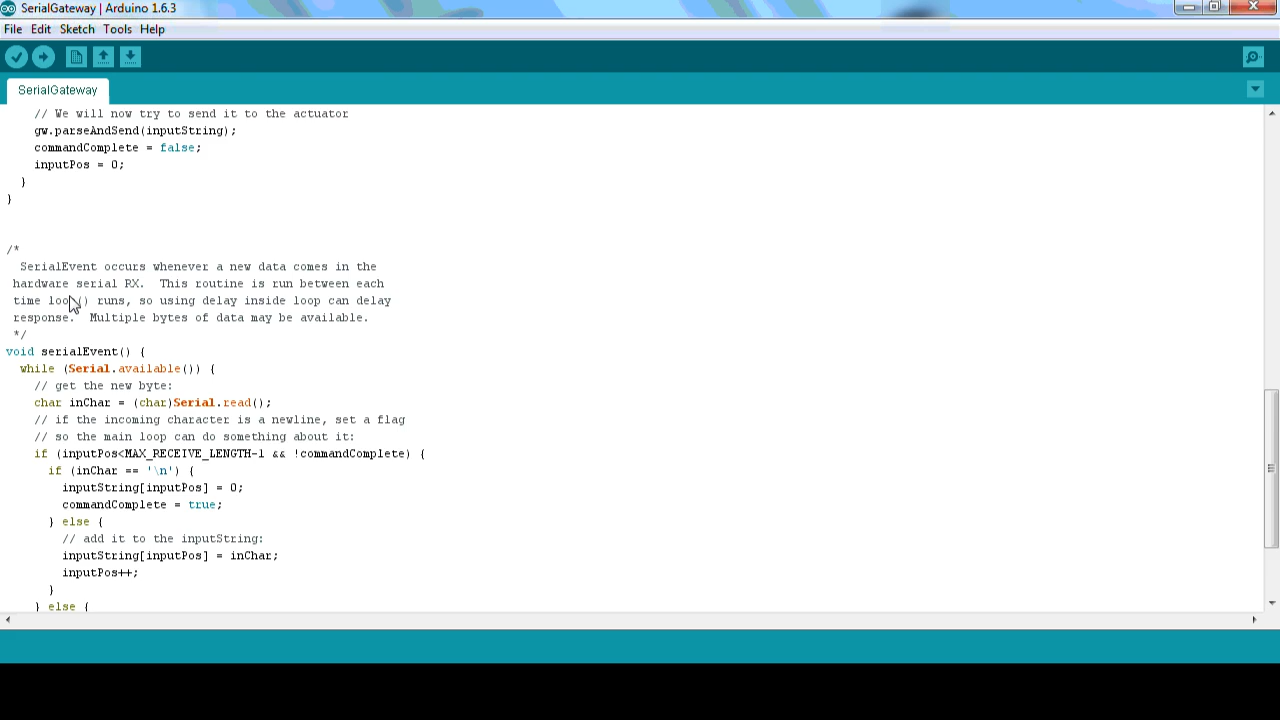 SerialGateway | Arduino 1.6.3
File Edit Sketch Tools Help
SerialGateway
// We will now try to send it to the actuator
gw.parseAndSend(inputString);
commandComplete = false;
inputPos = 0;
}
}
/*
SerialEvent occurs whenever a new data comes in the
hardware serial RX.  This routine is run between each
time loop() runs, so using delay inside loop can delay
response.  Multiple bytes of data may be available.
*/
void serialEvent() {
while (Serial.available()) {
// get the new byte:
char inChar = (char)Serial.read();
// if the incoming character is a newline, set a flag
// so the main loop can do something about it:
if (inputPos<MAX_RECEIVE_LENGTH-1 && !commandComplete) {
if (inChar == '\n') {
inputString[inputPos] = 0;
commandComplete = true;
} else {
// add it to the inputString:
inputString[inputPos] = inChar;
inputPos++;
}
} else {